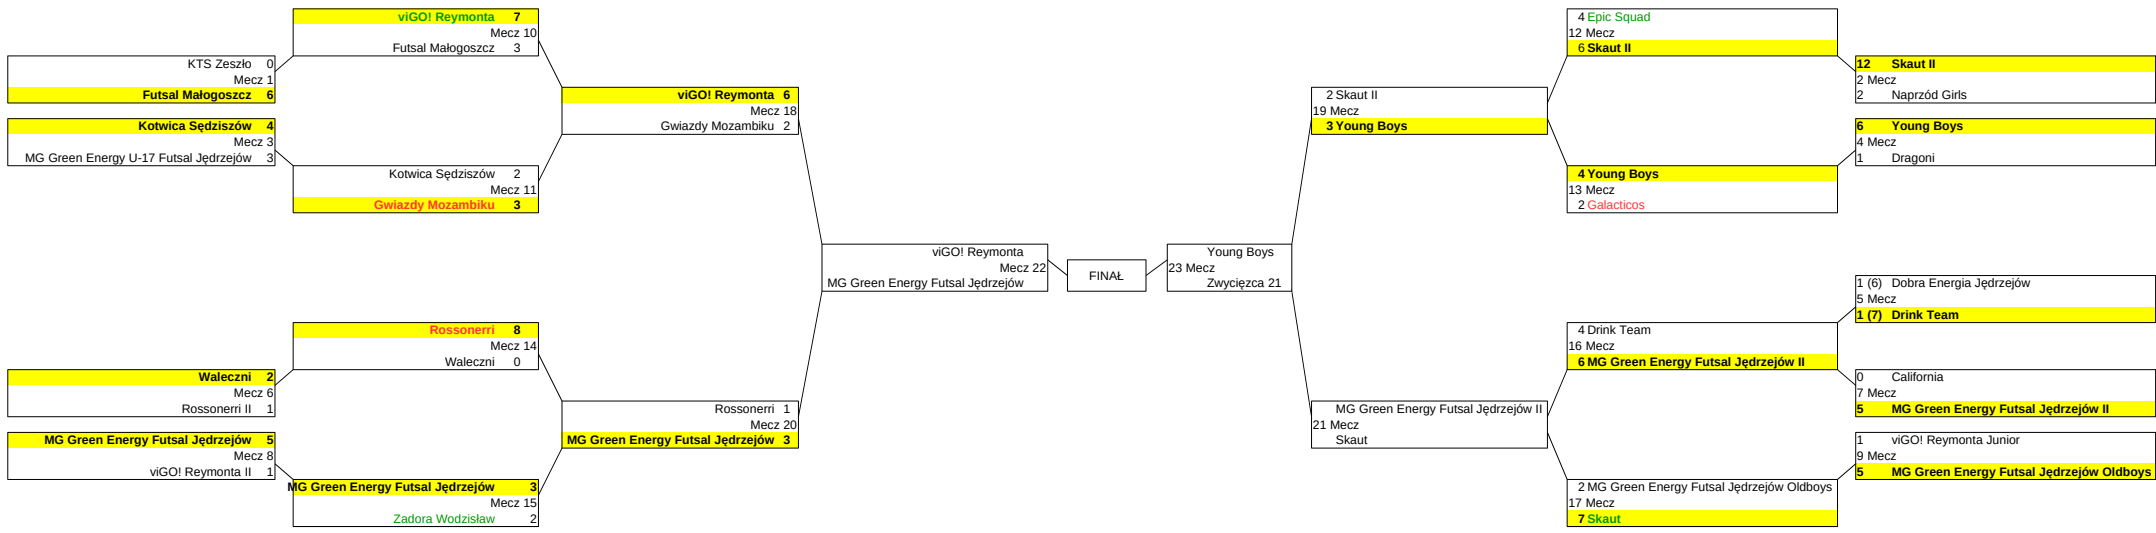 viGO! Reymonta 7
Mecz 10
Futsal Małogoszcz 3
KTS Zeszło 0
Mecz 1
Futsal Małogoszcz 6
Kotwica Sędziszów 4
Mecz 3
MG Green Energy U-17 Futsal Jędrzejów 3
Kotwica Sędziszów 2
Mecz 11
Gwiazdy Mozambiku 3
viGO! Reymonta 6
Mecz 18
Gwiazdy Mozambiku 2
Rossonerri 8
Mecz 14
Waleczni 0
Waleczni 2
Mecz 6
Rossonerri II 1
MG Green Energy Futsal Jędrzejów 5
Mecz 8
viGO! Reymonta II 1
MG Green Energy Futsal Jędrzejów 3
Mecz 15
Zadora Wodzisław 2
Rossonerri 1
Mecz 20
MG Green Energy Futsal Jędrzejów 3
viGO! Reymonta
Mecz 22
MG Green Energy Futsal Jędrzejów
FINAŁ
Young Boys
23 Mecz
Zwycięzca 21
2 Skaut II
19 Mecz
3 Young Boys
4 Epic Squad
12 Mecz
6 Skaut II
12 Skaut II
2 Mecz
2 Naprzód Girls
6 Young Boys
4 Mecz
1 Dragoni
4 Young Boys
13 Mecz
2 Galacticos
MG Green Energy Futsal Jędrzejów II
21 Mecz
Skaut
4 Drink Team
16 Mecz
6 MG Green Energy Futsal Jędrzejów II
1 (6) Dobra Energia Jędrzejów
5 Mecz
1 (7) Drink Team
0 California
7 Mecz
5 MG Green Energy Futsal Jędrzejów II
1 viGO! Reymonta Junior
9 Mecz
5 MG Green Energy Futsal Jędrzejów Oldboys
2 MG Green Energy Futsal Jędrzejów Oldboys
17 Mecz
7 Skaut